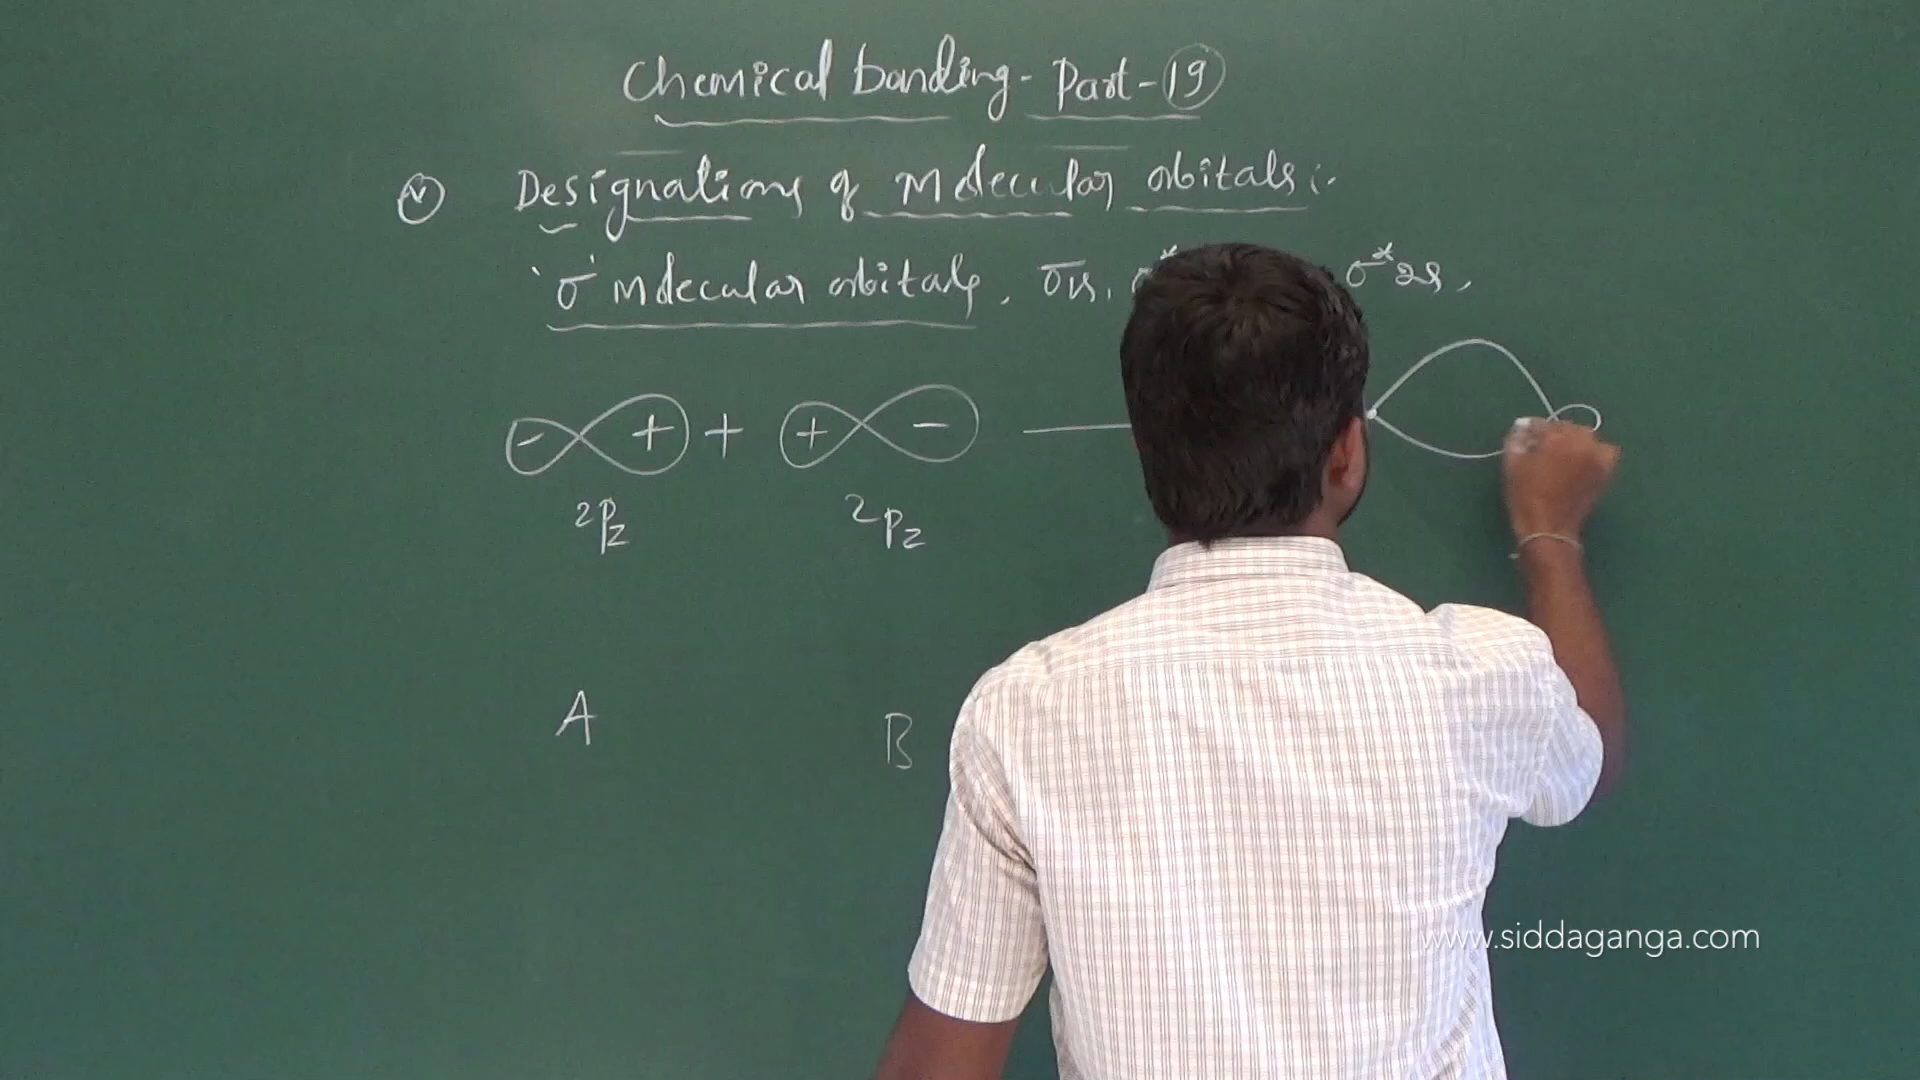 Chemical bonding - Part - 19
Designations of Molecular orbitals :-
'σ' molecular orbitals, σ1s, σ* σ*2s,
- + + + -
2pz 2pz
A B
www.siddaganga.com